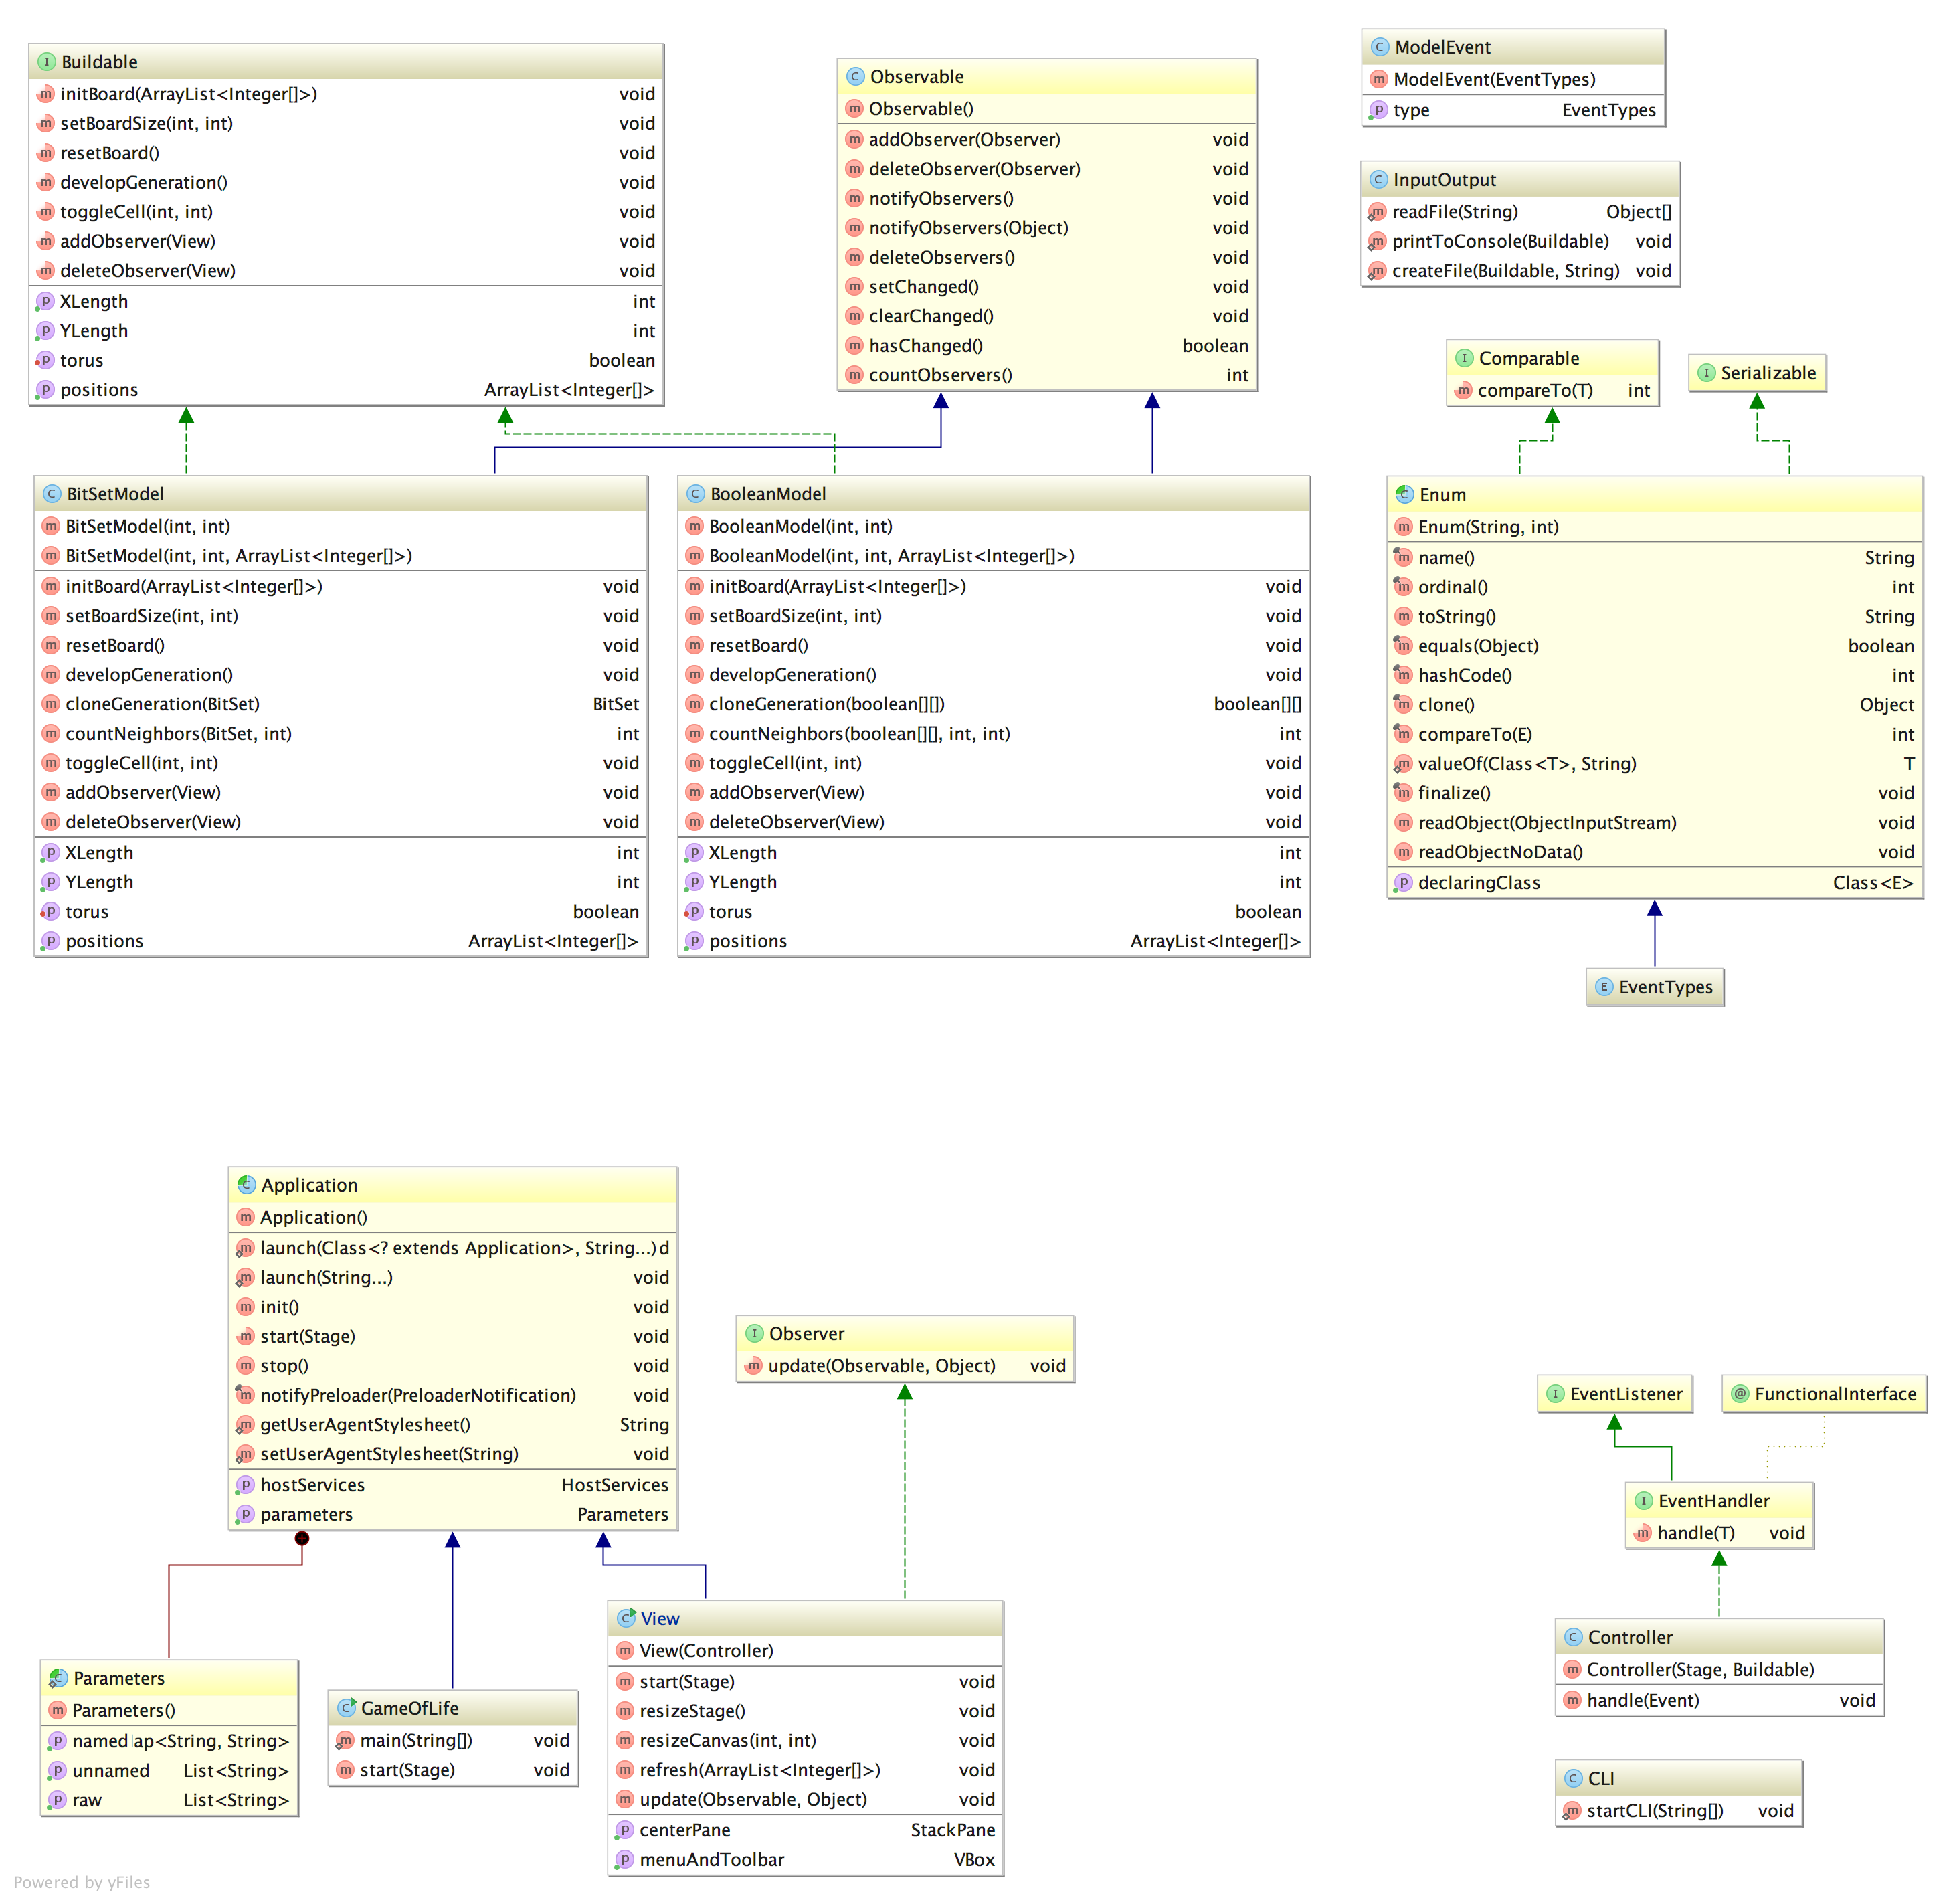 Buildable
initBoard(ArrayList<Integer[]>) void
setBoardSize(int, int) void
resetBoard() void
developGeneration() void
toggleCell(int, int) void
addObserver(View) void
deleteObserver(View) void
XLength int
YLength int
torus boolean
positions ArrayList<Integer[]>
Observable
Observable()
addObserver(Observer) void
deleteObserver(Observer) void
notifyObservers() void
notifyObservers(Object) void
deleteObservers() void
setChanged() void
clearChanged() void
hasChanged() boolean
countObservers() int
ModelEvent
ModelEvent(EventTypes)
type EventTypes
InputOutput
readFile(String) Object[]
printToConsole(Buildable) void
createFile(Buildable, String) void
Comparable
compareTo(T) int
Serializable
BitSetModel
BitSetModel(int, int)
BitSetModel(int, int, ArrayList<Integer[]>)
initBoard(ArrayList<Integer[]>) void
setBoardSize(int, int) void
resetBoard() void
developGeneration() void
cloneGeneration(BitSet) BitSet
countNeighbors(BitSet, int) int
toggleCell(int, int) void
addObserver(View) void
deleteObserver(View) void
XLength int
YLength int
torus boolean
positions ArrayList<Integer[]>
BooleanModel
BooleanModel(int, int)
BooleanModel(int, int, ArrayList<Integer[]>)
initBoard(ArrayList<Integer[]>) void
setBoardSize(int, int) void
resetBoard() void
developGeneration() void
cloneGeneration(boolean[][]) boolean[][]
countNeighbors(boolean[][], int, int) int
toggleCell(int, int) void
addObserver(View) void
deleteObserver(View) void
XLength int
YLength int
torus boolean
positions ArrayList<Integer[]>
Enum
Enum(String, int)
name() String
ordinal() int
toString() String
equals(Object) boolean
hashCode() int
clone() Object
compareTo(E) int
valueOf(Class<T>, String) T
finalize() void
readObject(ObjectInputStream) void
readObjectNoData() void
declaringClass Class<E>
EventTypes
Application
Application()
launch(Class<? extends Application>, String...) d
launch(String...) void
init() void
start(Stage) void
stop() void
notifyPreloader(PreloaderNotification) void
getUserAgentStylesheet() String
setUserAgentStylesheet(String) void
hostServices HostServices
parameters Parameters
Observer
update(Observable, Object) void
EventListener
FunctionalInterface
EventHandler
handle(T) void
Parameters
Parameters()
named ap<String, String>
unnamed List<String>
raw List<String>
GameOfLife
main(String[]) void
start(Stage) void
View
View(Controller)
start(Stage) void
resizeStage() void
resizeCanvas(int, int) void
refresh(ArrayList<Integer[]>) void
update(Observable, Object) void
centerPane StackPane
menuAndToolbar VBox
Controller
Controller(Stage, Buildable)
handle(Event) void
CLI
startCLI(String[]) void
Powered by yFiles